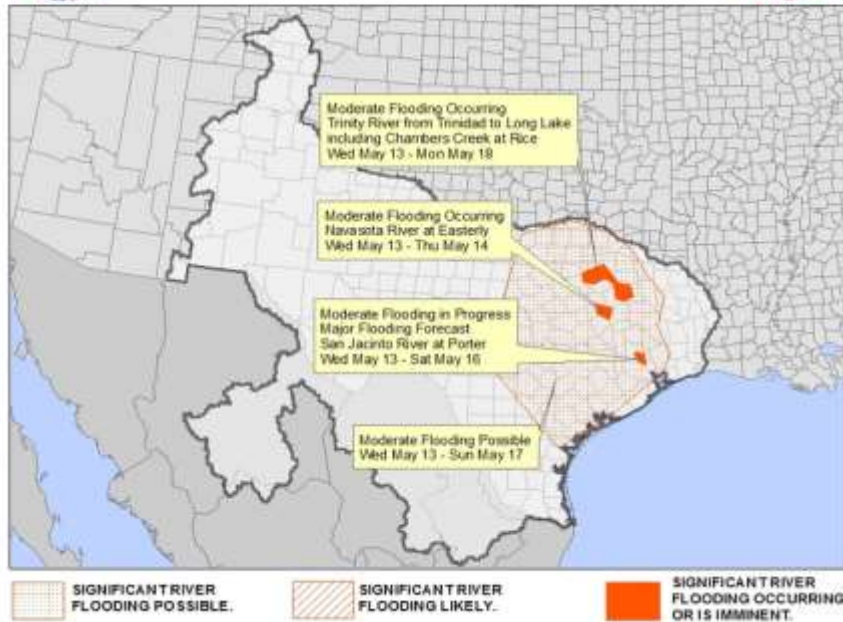 Moderate Flooding Occurring
Trinity River from Trinidad to Long Lake
including Chambers Creek at Rice
Wed May 13 - Mon May 18
Moderate Flooding Occurring
Navasota River at Easterly
Wed May 13 - Thu May 14
Moderate Flooding in Progress
Major Flooding Forecast
San Jacinto River at Porter
Wed May 13 - Sat May 16
Moderate Flooding Possible
Wed May 13 - Sun May 17
SIGNIFICANT RIVER
FLOODING POSSIBLE.
SIGNIFICANT RIVER
FLOODING LIKELY.
SIGNIFICANT RIVER
FLOODING OCCURRING
OR IS IMMINENT.